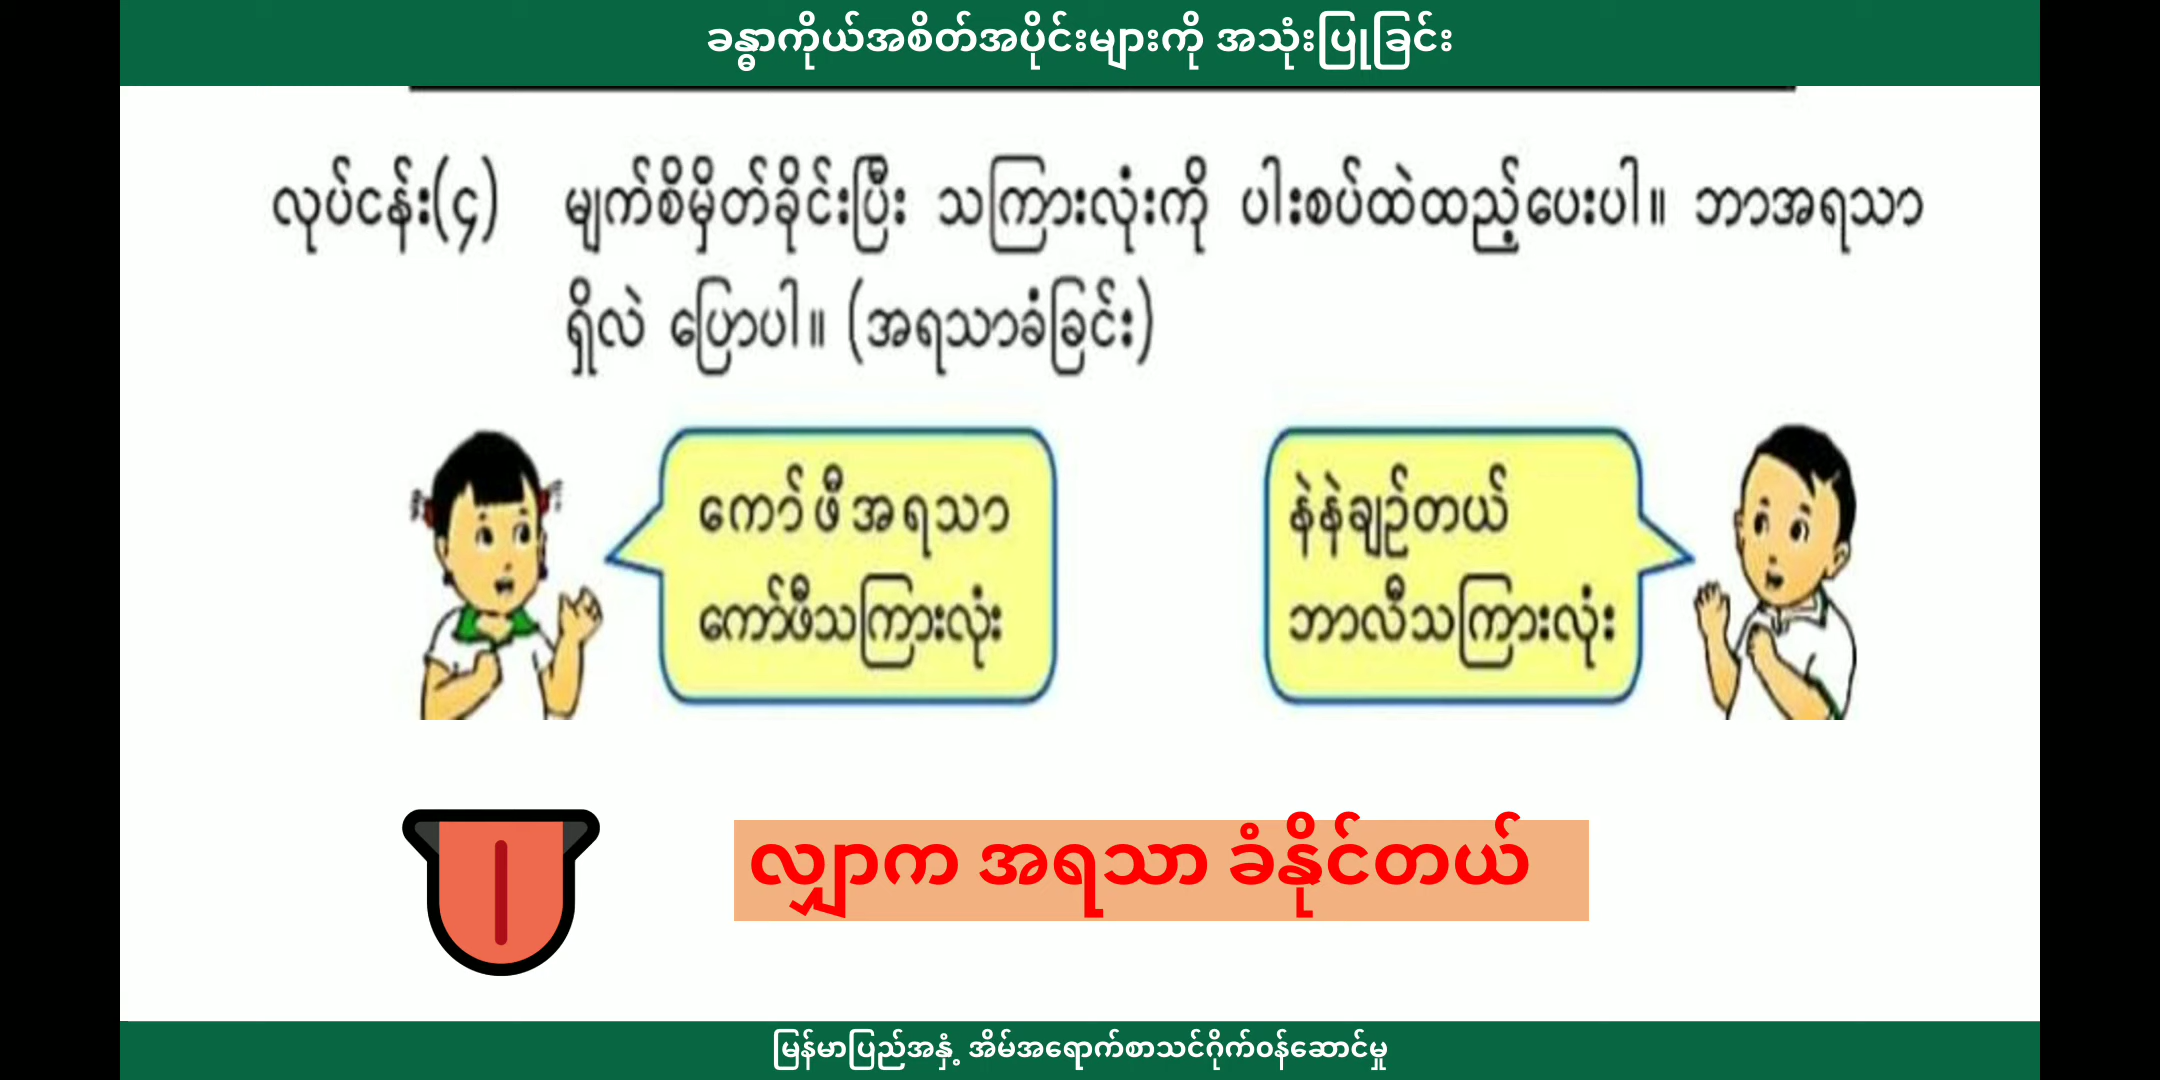 ခန္ဓာကိုယ်အစိတ်အပိုင်းများကို အသုံးပြုခြင်း
လုပ်ငန်း(၄) မျက်စိမှိတ်ခိုင်းပြီး သကြားလုံးကို ပါးစပ်ထဲထည့်ပေးပါ။ ဘာအရသာ
ရှိလဲ ပြောပါ။ (အရသာခံခြင်း)
ကော်ဖီအရသာ
ကော်ဖီသကြားလုံး
နဲနဲချဉ်တယ်
ဘာလီသကြားလုံး
လျှာက အရသာ ခံနိုင်တယ်
မြန်မာပြည်အနှံ့ အိမ်အရောက်စာသင်ဂိုက်ဝန်ဆောင်မှု